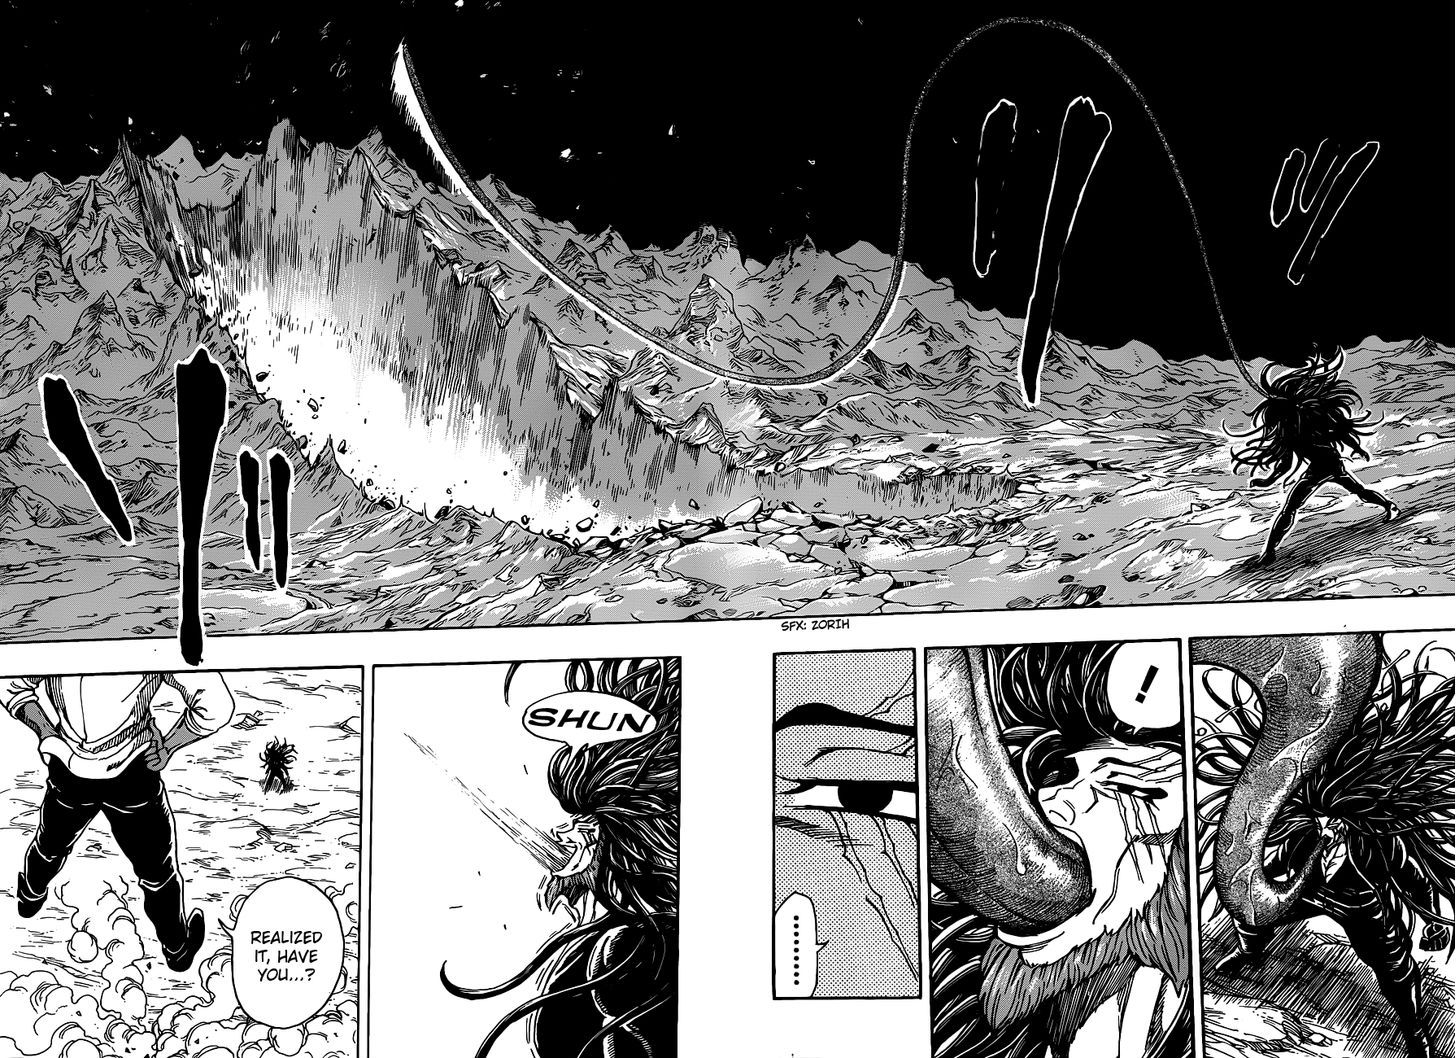 SFX: ZORIH
!
.........
SHUN
REALIZED
IT, HAVE
YOU...?